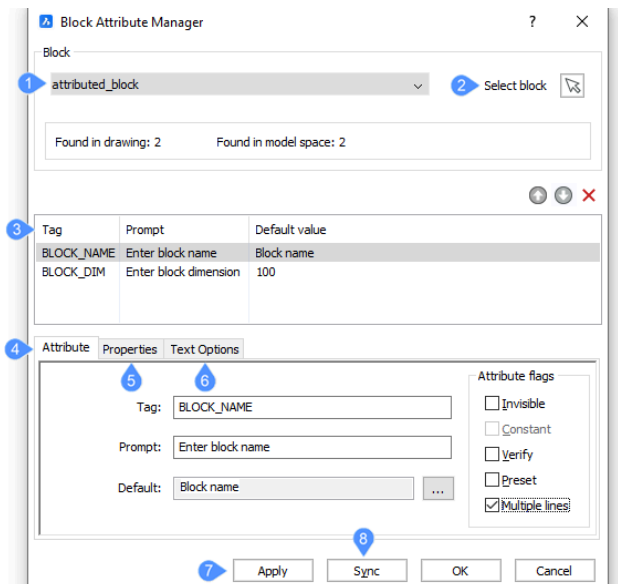 Block Attribute Manager ? ×
Block
1 attributed_block 2 Select block
Found in drawing: 2 Found in model space: 2
3 Tag Prompt Default value
BLOCK_NAME Enter block name Block name
BLOCK_DIM Enter block dimension 100
4 Attribute Properties Text Options
5 6 Attribute flags
Tag: BLOCK_NAME Invisible
Constant
Prompt: Enter block name Verify
Default: Block name ... Preset
Multiple lines
8
7 Apply Sync OK Cancel